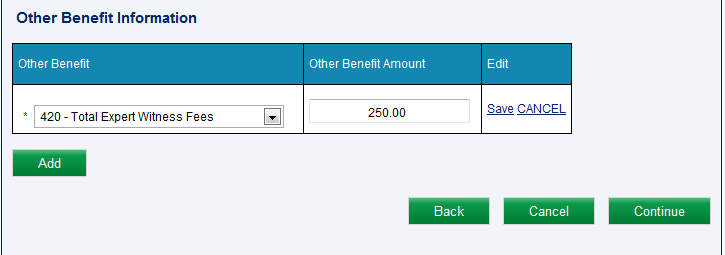 Other Benefit Information
Other Benefit Other Benefit Amount Edit
* 420 - Total Expert Witness Fees 250.00 Save CANCEL
Add
Back Cancel Continue